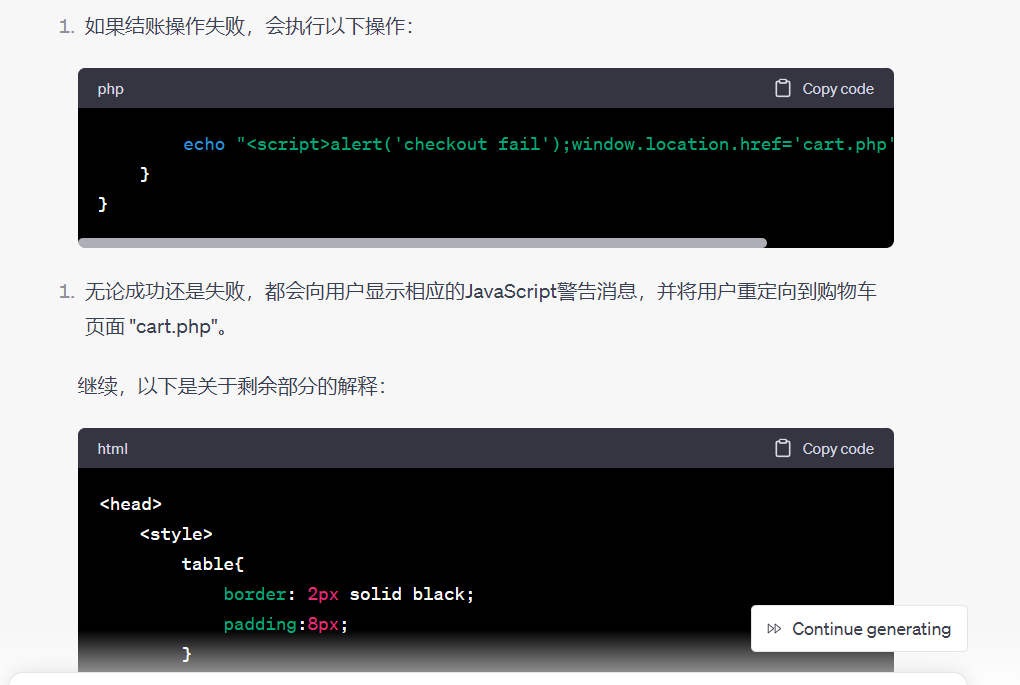 1. 如果结账操作失败，会执行以下操作：
php Copy code
echo "<script>alert('checkout fail');window.location.href='cart.php'
}
}
1. 无论成功还是失败，都会向用户显示相应的JavaScript警告消息，并将用户重定向到购物车
页面 "cart.php"。
继续，以下是关于剩余部分的解释：
html Copy code
<head>
<style>
table{
border: 2px solid black;
padding:8px;
}
Continue generating